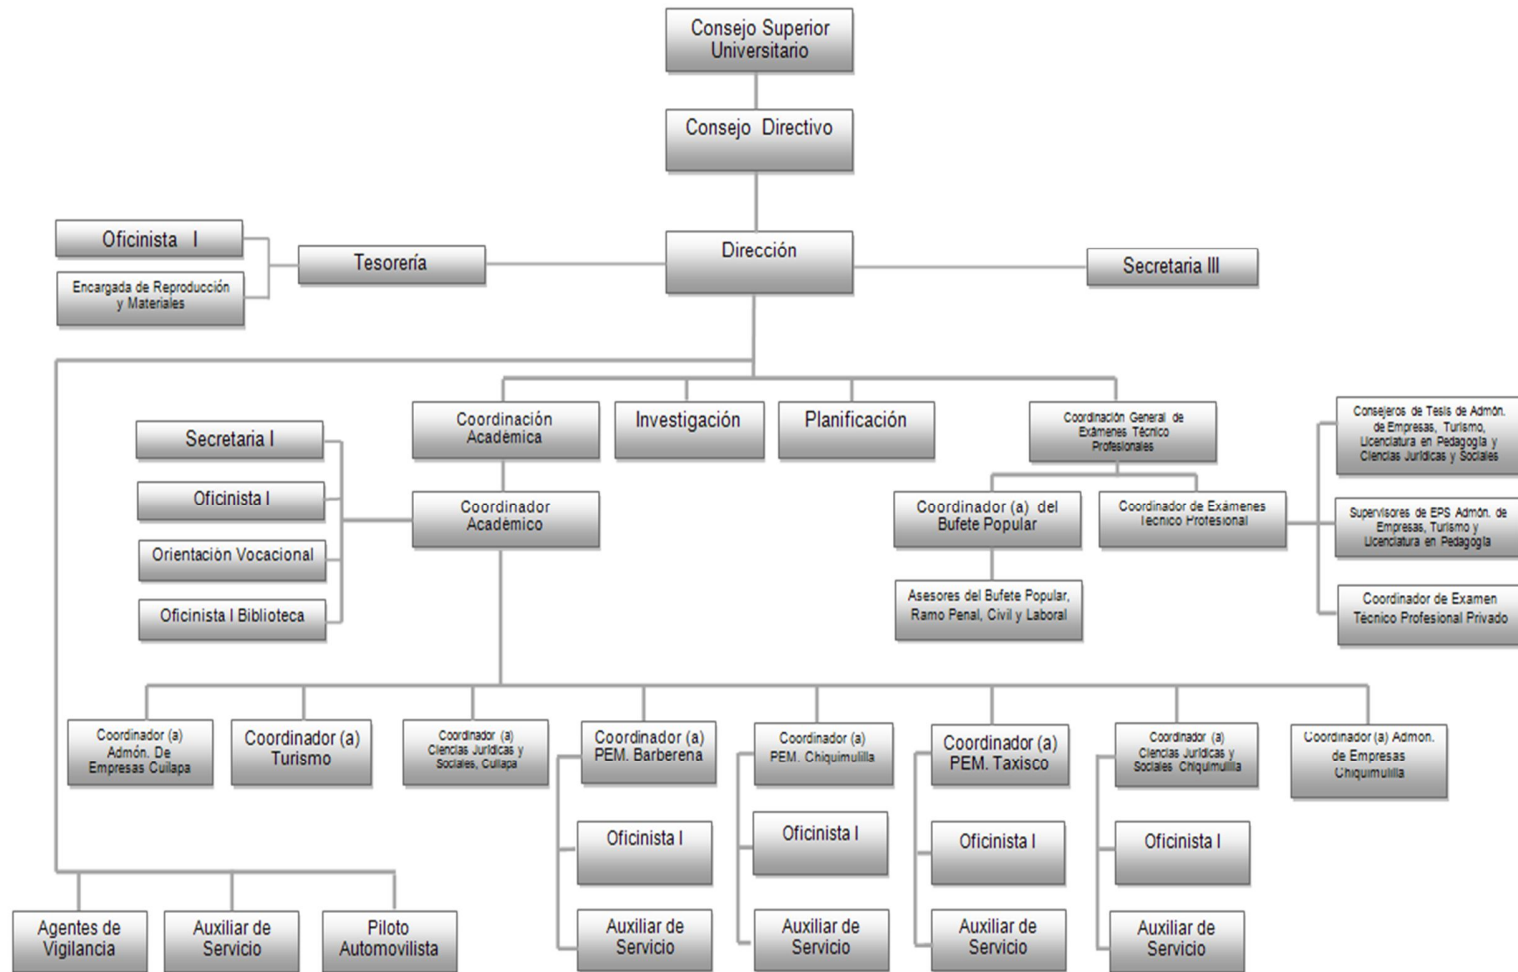 Consejo Superior
Universitario
Consejo Directivo
Dirección
Oficinista I
Encargada de Reproducción
y Materiales
Tesorería
Secretaria III
Coordinación
Académica
Investigación
Planificación
Coordinación General de
Exámenes Técnico
Profesionales
Secretaria I
Oficinista I
Orientación Vocacional
Oficinista I Biblioteca
Coordinador
Académico
Coordinador (a) del
Bufete Popular
Coordinador de Exámenes
Técnico Profesional
Asesores del Bufete Popular,
Ramo Penal, Civil y Laboral
Consejeros de Tesis de Admón.
de Empresas, Turismo,
Licenciatura en Pedagogía y
Ciencias Jurídicas y Sociales
Supervisores de EPS Admón. de
Empresas, Turismo y
Licenciatura en Pedagogía
Coordinador de Examen
Técnico Profesional Privado
Coordinador (a)
Admón. De
Empresas Cuilapa
Coordinador (a)
Turismo
Coordinador (a)
Ciencias Jurídicas y
Sociales, Cuilapa
Coordinador (a)
PEM. Barberena
Coordinador (a)
PEM. Chiquimulilla
Coordinador (a)
PEM. Taxisco
Coordinador (a)
Ciencias Jurídicas y
Sociales Chiquimulilla
Coordinador (a) Admon.
de Empresas
Chiquimulilla
Oficinista I
Oficinista I
Oficinista I
Oficinista I
Agentes de
Vigilancia
Auxiliar de
Servicio
Piloto
Automovilista
Auxiliar de
Servicio
Auxiliar de
Servicio
Auxiliar de
Servicio
Auxiliar de
Servicio